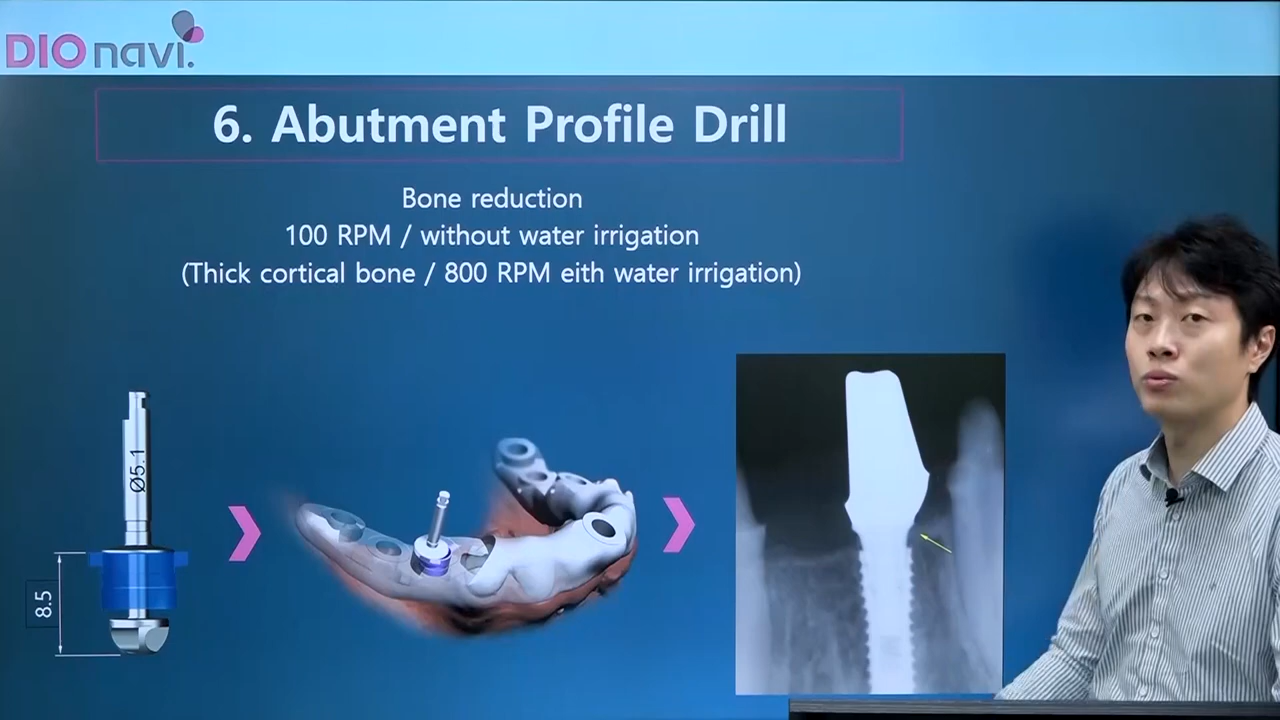 DIO navi.
6. Abutment Profile Drill
Bone reduction
100 RPM / without water irrigation
(Thick cortical bone / 800 RPM eith water irrigation)
Ø5.1
8.5